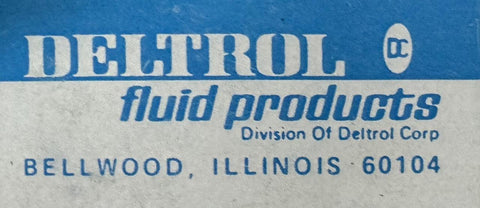 DELTROL DC
fluid products
Division Of Deltrol Corp
BELLWOOD, ILLINOIS 60104